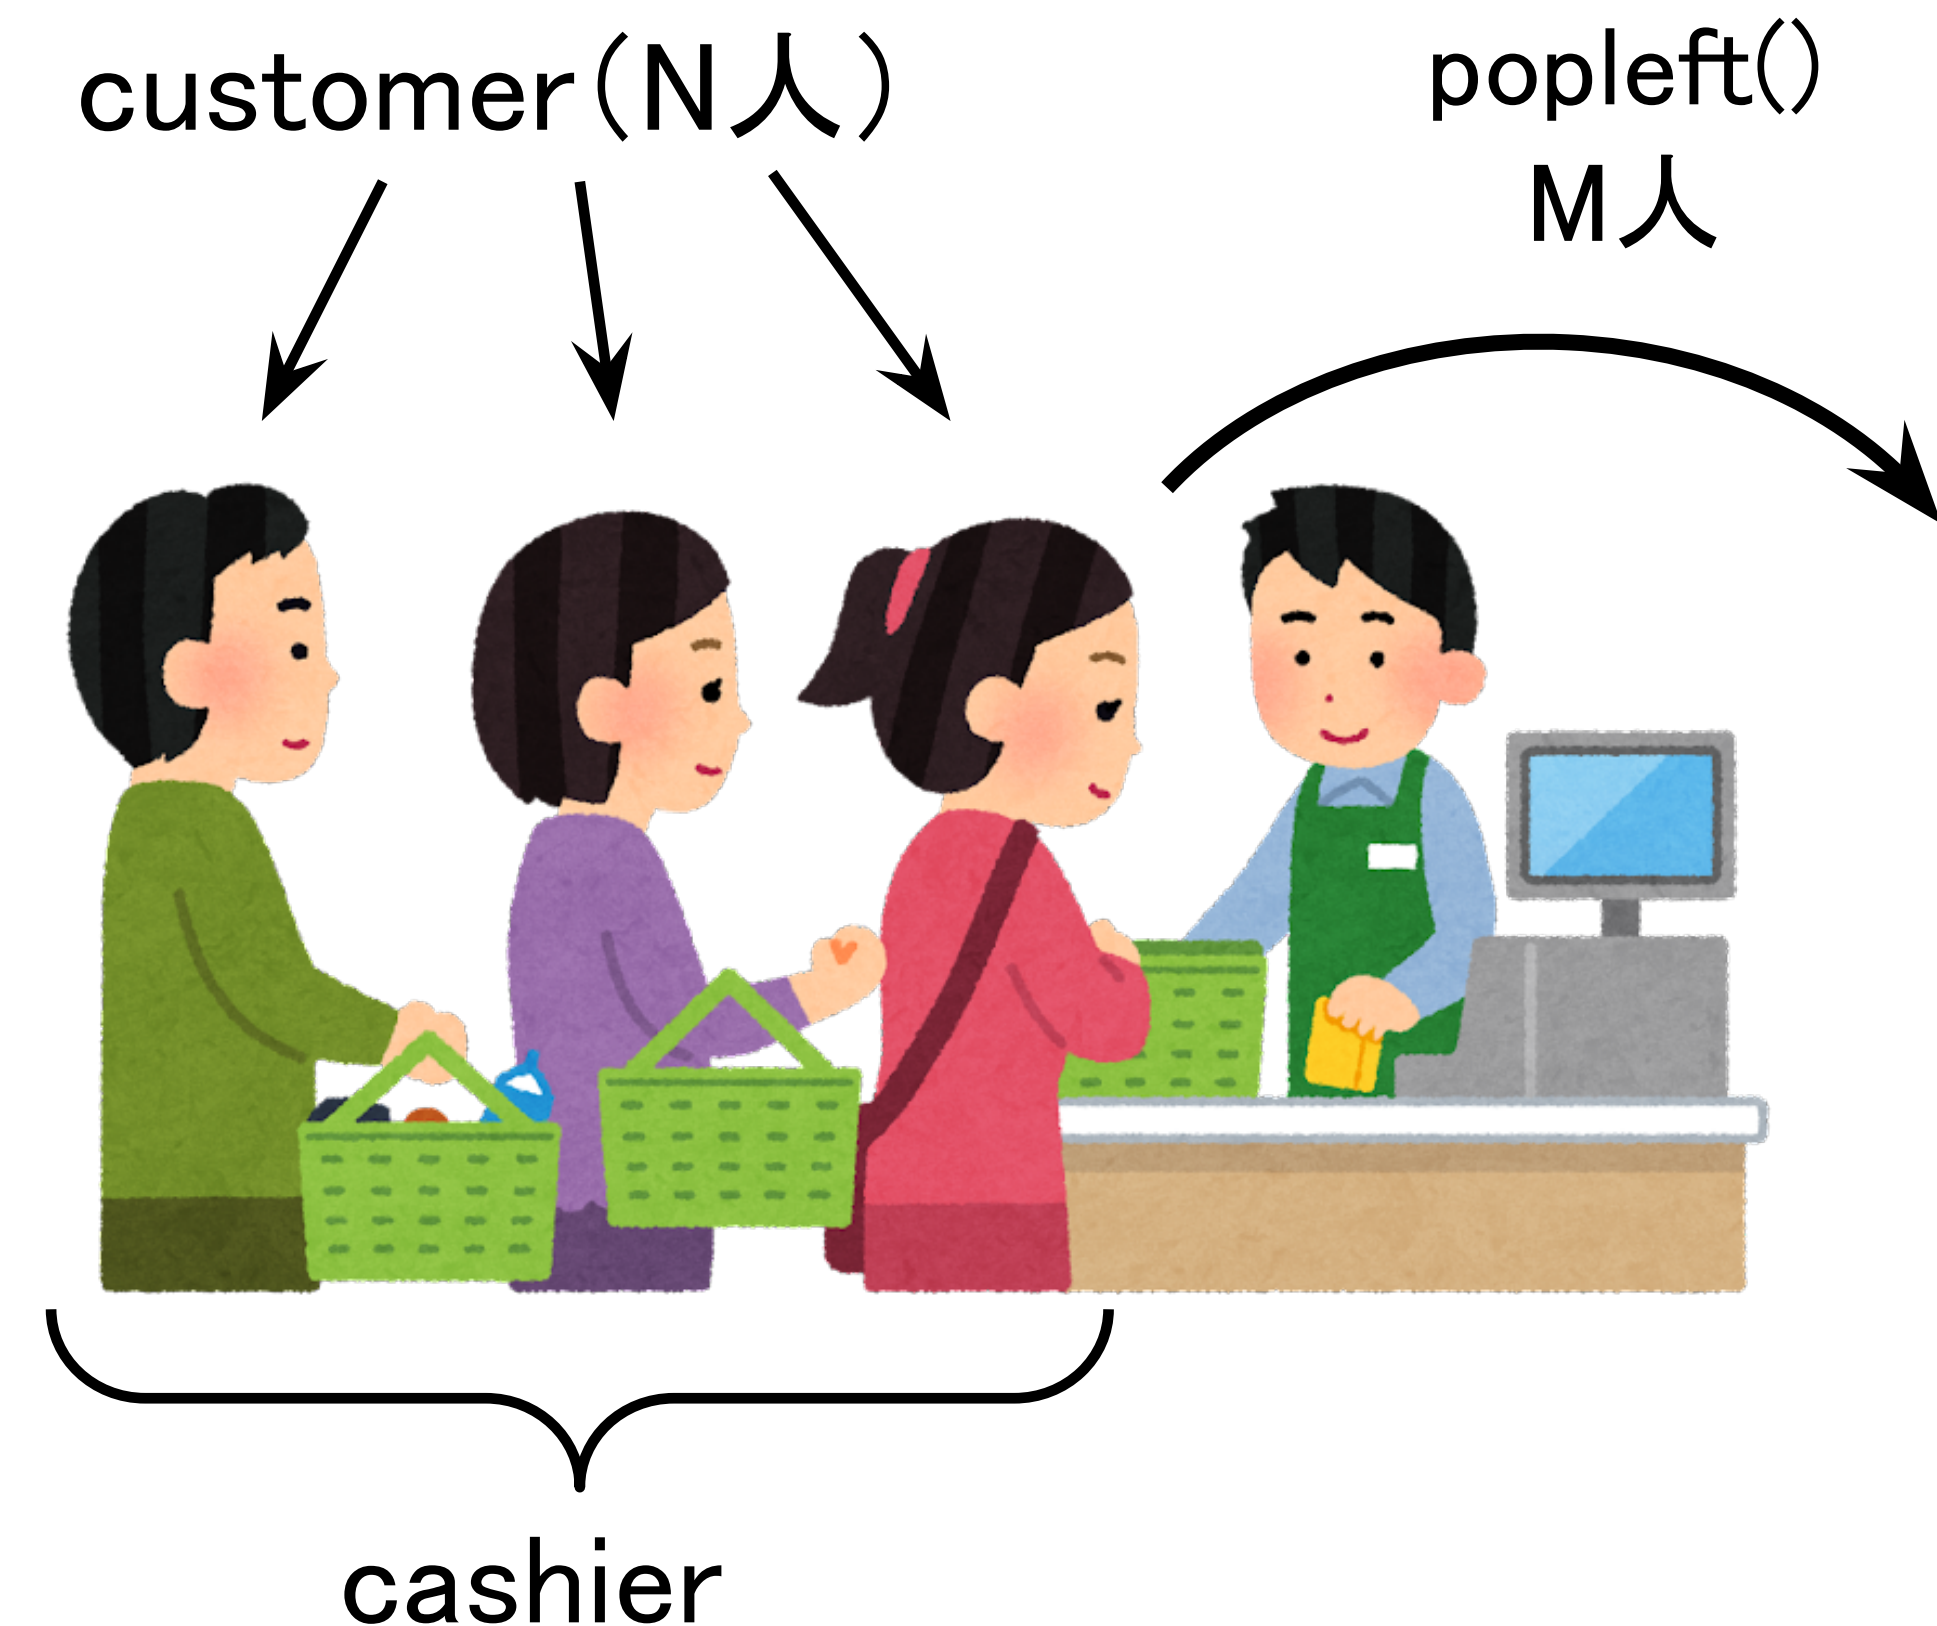 customer（N人）
popleft()
M人
cashier